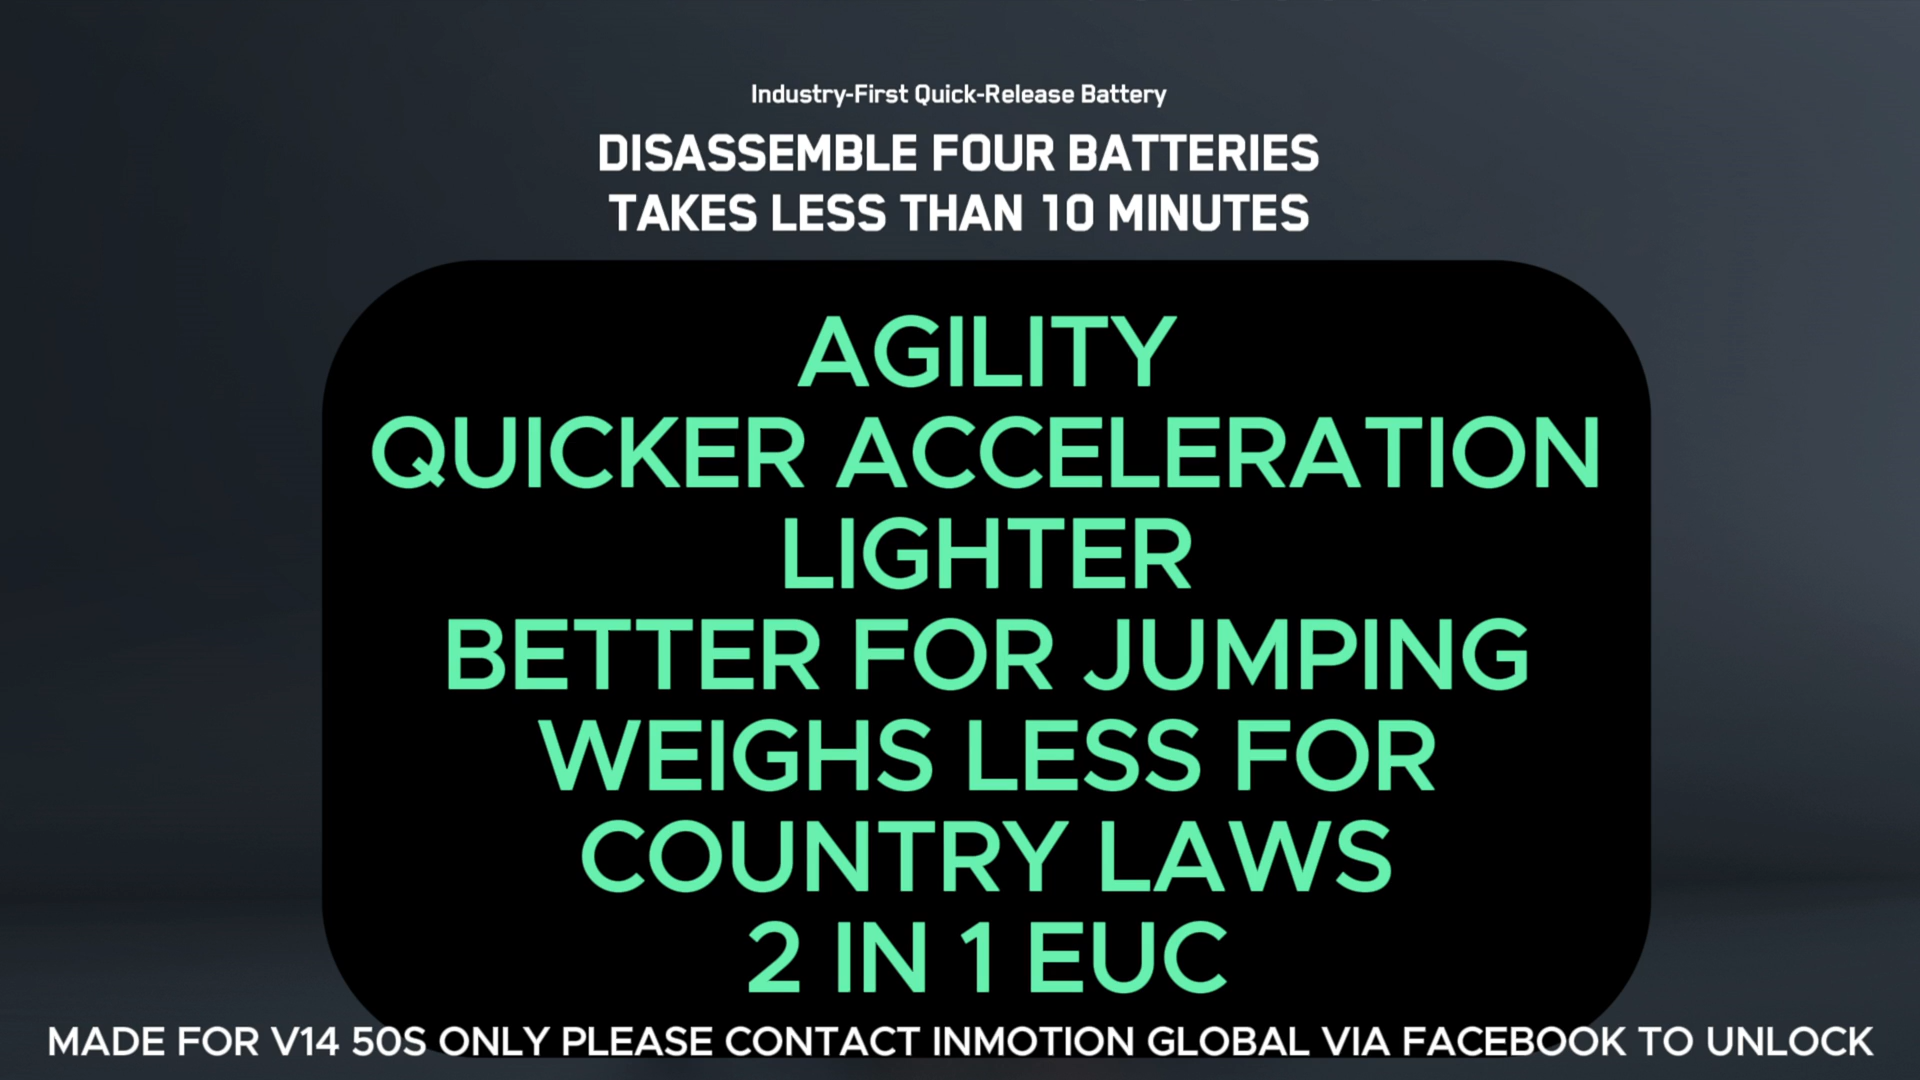 Industry-First Quick-Release Battery
DISASSEMBLE FOUR BATTERIES
TAKES LESS THAN 10 MINUTES
AGILITY
QUICKER ACCELERATION
LIGHTER
BETTER FOR JUMPING
WEIGHS LESS FOR
COUNTRY LAWS
2 IN 1 EUC
MADE FOR V14 50S ONLY PLEASE CONTACT INMOTION GLOBAL VIA FACEBOOK TO UNLOCK